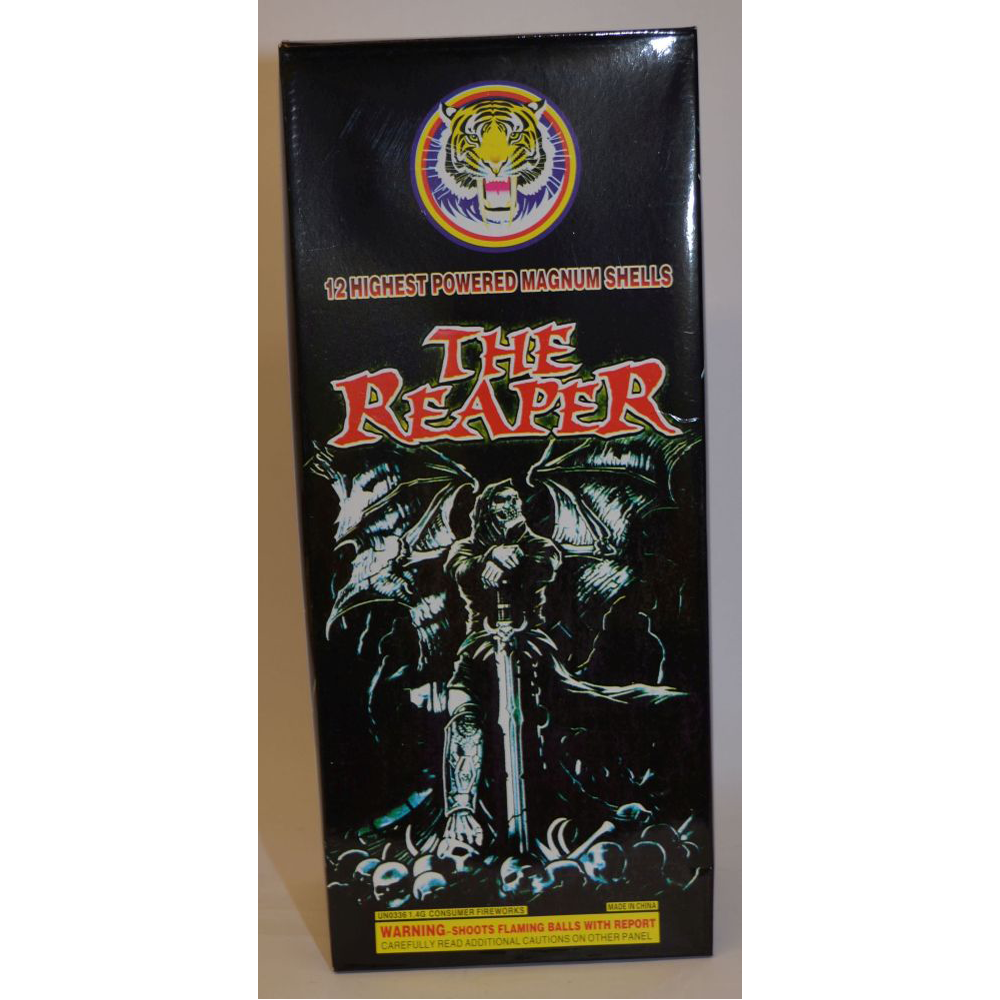 12 HIGHEST POWERED MAGNUM SHELLS
THE
REAPER
UN0336 1.4G CONSUMER FIREWORKS
MADE IN CHINA
WARNING-SHOOTS FLAMING BALLS WITH REPORT
CAREFULLY READ ADDITIONAL CAUTIONS ON OTHER PANEL